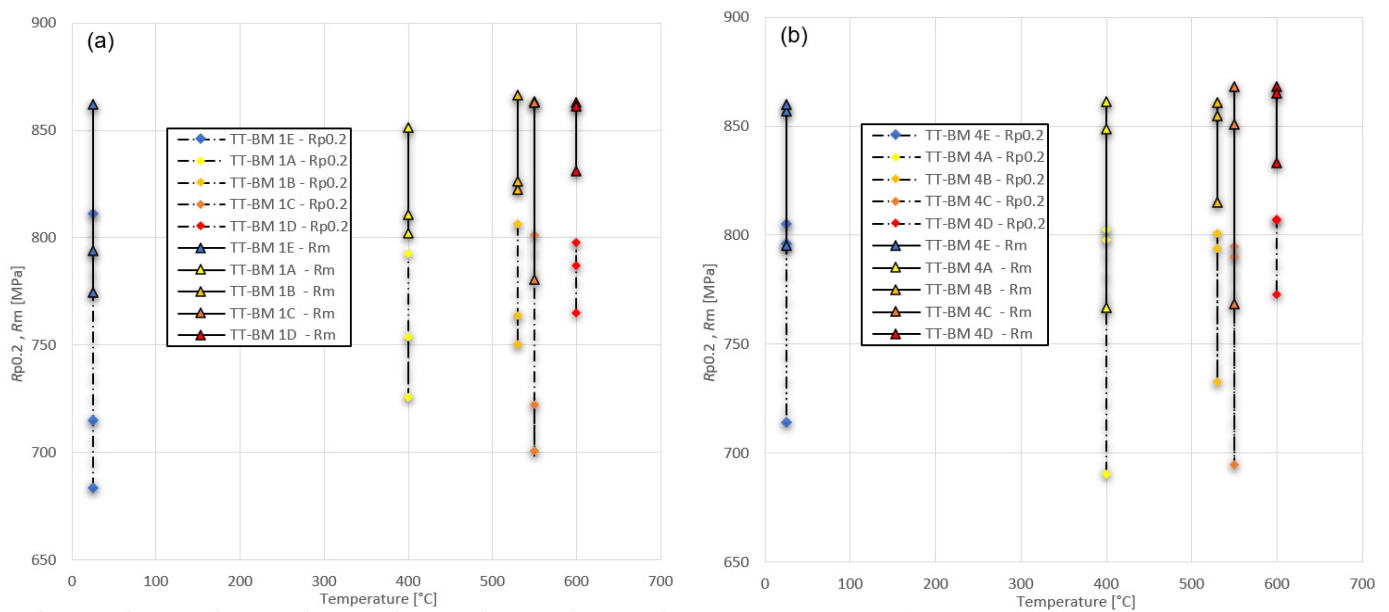 (a)
900
850
800
750
700
650
Rp0.2 , Rm [MPa]
TT-BM 1E - Rp0.2
TT-BM 1A - Rp0.2
TT-BM 1B - Rp0.2
TT-BM 1C - Rp0.2
TT-BM 1D - Rp0.2
TT-BM 1E - Rm
TT-BM 1A - Rm
TT-BM 1B - Rm
TT-BM 1C - Rm
TT-BM 1D - Rm
0 100 200 300 400 500 600 700
Temperature [°C]
(b)
900
850
800
750
700
650
Rp0.2 , Rm [MPa]
TT-BM 4E - Rp0.2
TT-BM 4A - Rp0.2
TT-BM 4B - Rp0.2
TT-BM 4C - Rp0.2
TT-BM 4D - Rp0.2
TT-BM 4E - Rm
TT-BM 4A - Rm
TT-BM 4B - Rm
TT-BM 4C - Rm
TT-BM 4D - Rm
0 100 200 300 400 500 600 700
Temperature [°C]